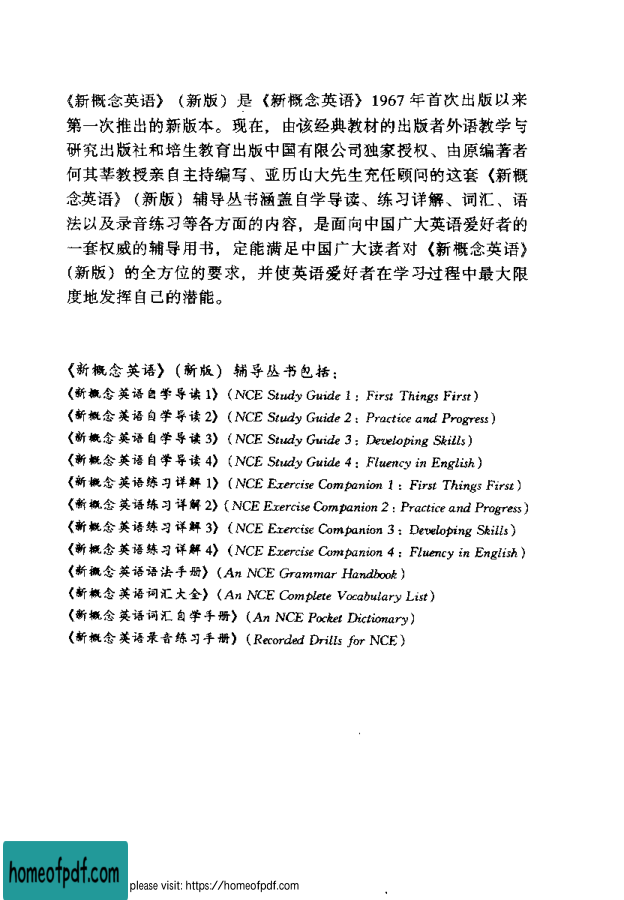 《新概念英语》（新版）是《新概念英语》1967年首次出版以来
第一次推出的新版本。现在，由该经典教材的出版者外语教学与
研究出版社和培生教育出版中国有限公司独家授权、由原编著者
何其莘教授亲自主持编写、亚历山大先生充任顾问的这套《新概
念英语》（新版）辅导丛书涵盖自学导读、练习详解、词汇、语
法以及录音练习等各方面的内容，是面向中国广大英语爱好者的
一套权威的辅导用书，定能满足中国广大读者对《新概念英语》
(新版）的全方位的要求，并使英语爱好者在学习过程中最大限
度地发挥自己的潜能。
《新概念英语》（新版）辅导丛书包括：
《新概念英语自学导读1》（NCE Study Guide 1：First Things First）
《新概念英语自学导读2》（NCE Study Guide 2：Practice and Progress）
《新概念英语自学导读3》（NCE Study Guide 3：Developing Skills）
《新概念英语自学导读4》（NCE Study Guide 4：Fluency in English）
《新概念英语练习详解1》（NCE Exercise Companion 1：First Things First）
《新概念英语练习详解2》（NCE Exercise Companion 2：Practice and Progress）
《新概念英语练习详解3》（NCE Exercise Companion 3：Developing Skills）
《新概念英语练习详解4》（NCE Exercise Companion 4：Fluency in English）
《新概念英语语法手册》（An NCE Grammar Handbook）
《新概念英语词汇大全》（An NCE Complete Vocabulary List）
《新概念英语词汇自学手册》（An NCE Pocket Dictionary）
《新概念英语录音练习手册》（Recorded Drills for NCE）
homeofpdf.com
please visit: https://homeofpdf.com